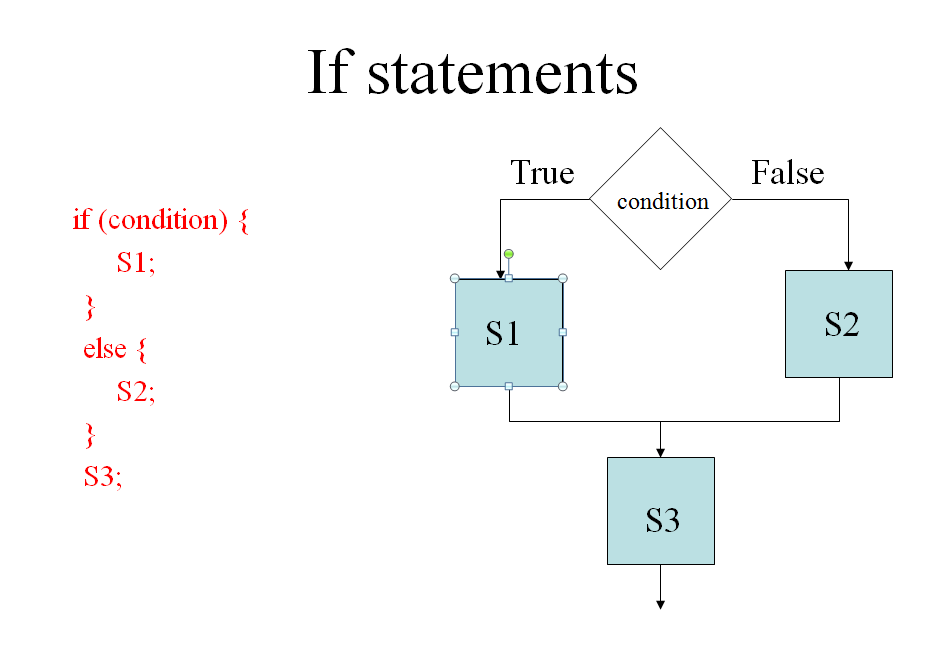 If statements
if (condition) {
S1;
}
else {
S2;
}
S3;
True
False
condition
S1
S2
S3